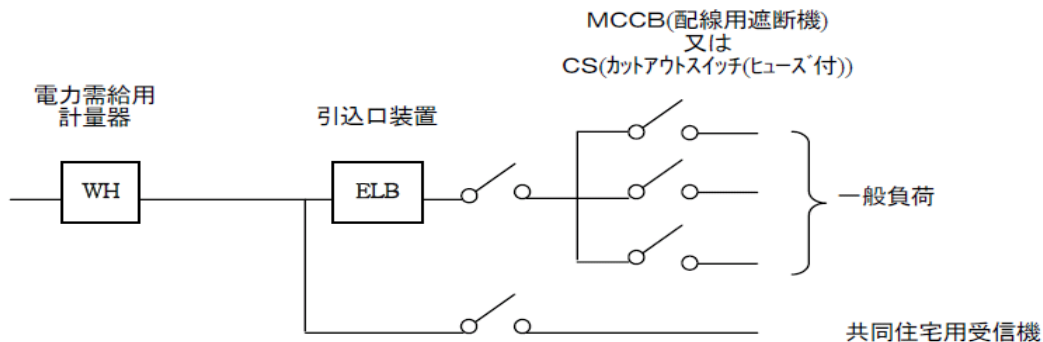 MCCB(配線用遮断機)
又は
CS(カットアウトスイッチ(ヒューズ付))
電力需給用
計量器
引込口装置
WH
ELB
一般負荷
共同住宅用受信機